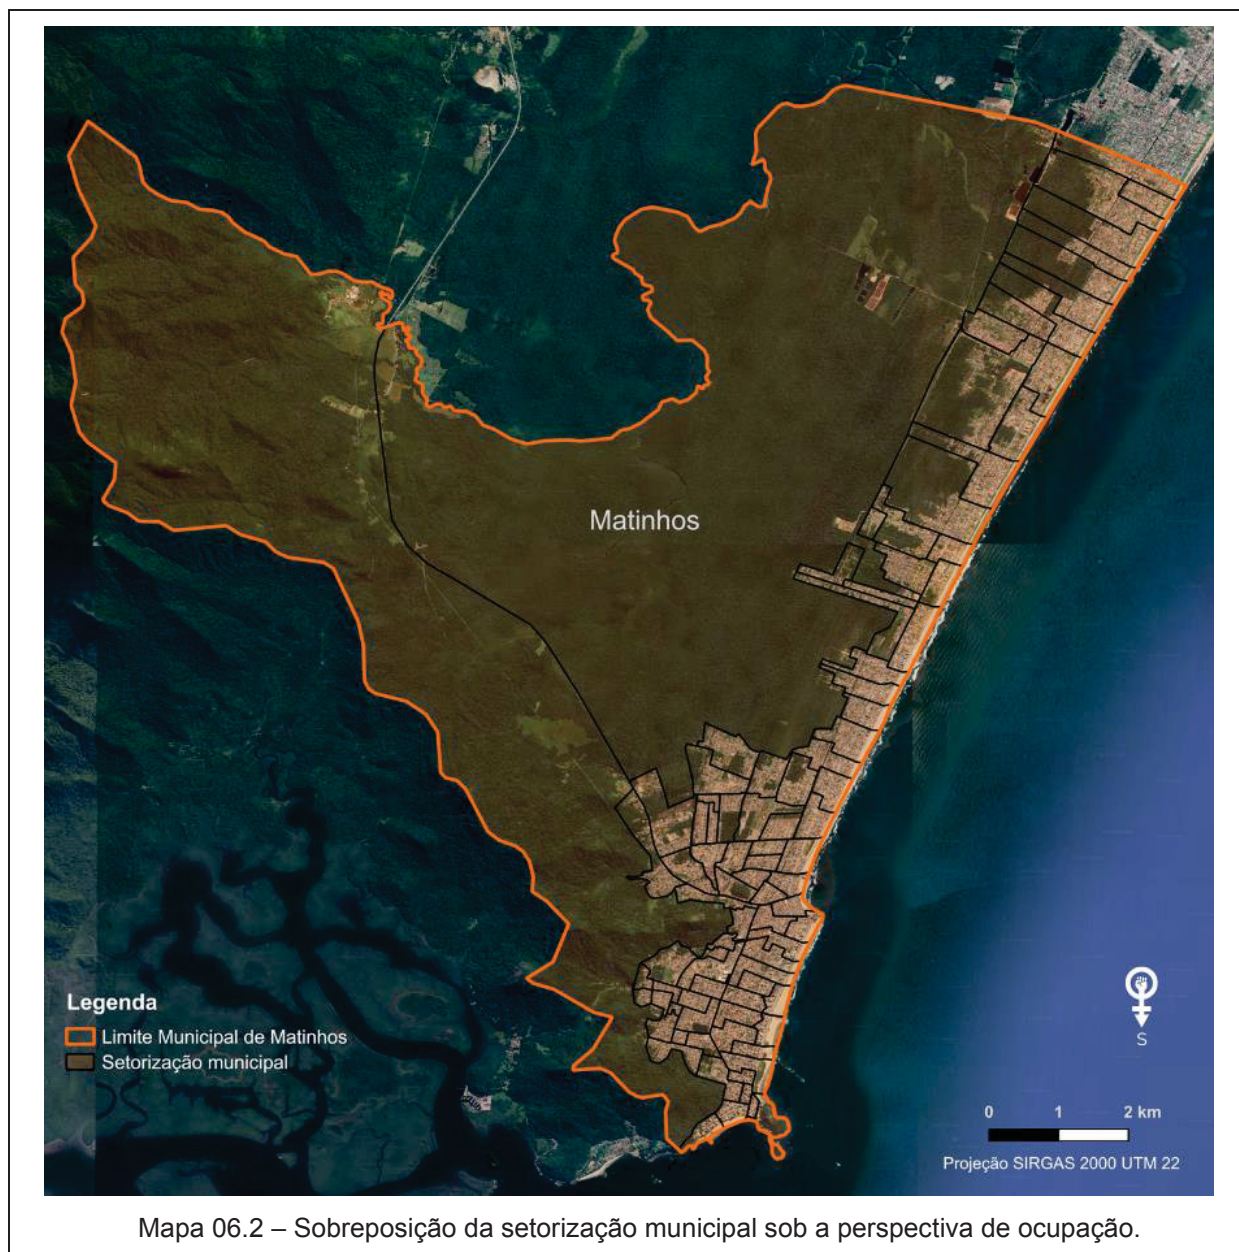 Matinhos
Legenda
Limite Municipal de Matinhos
Setorização municipal
S
0 1 2 km
Projeção SIRGAS 2000 UTM 22
Mapa 06.2 – Sobreposição da setorização municipal sob a perspectiva de ocupação.